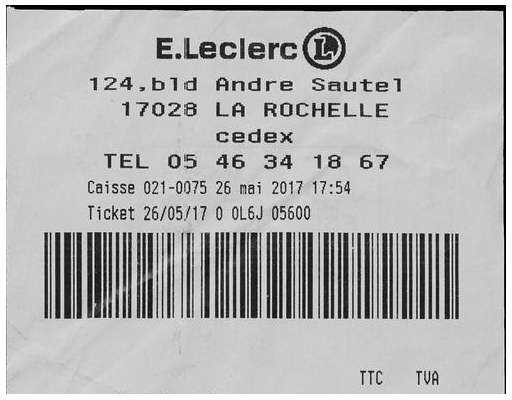 E.Leclerc L
124,bld Andre Sautel
17028 LA ROCHELLE
cedex
TEL 05 46 34 18 67
Caisse 021-0075 26 mai 2017 17:54
Ticket 26/05/17 0 0L6J 05600
TTC TVA